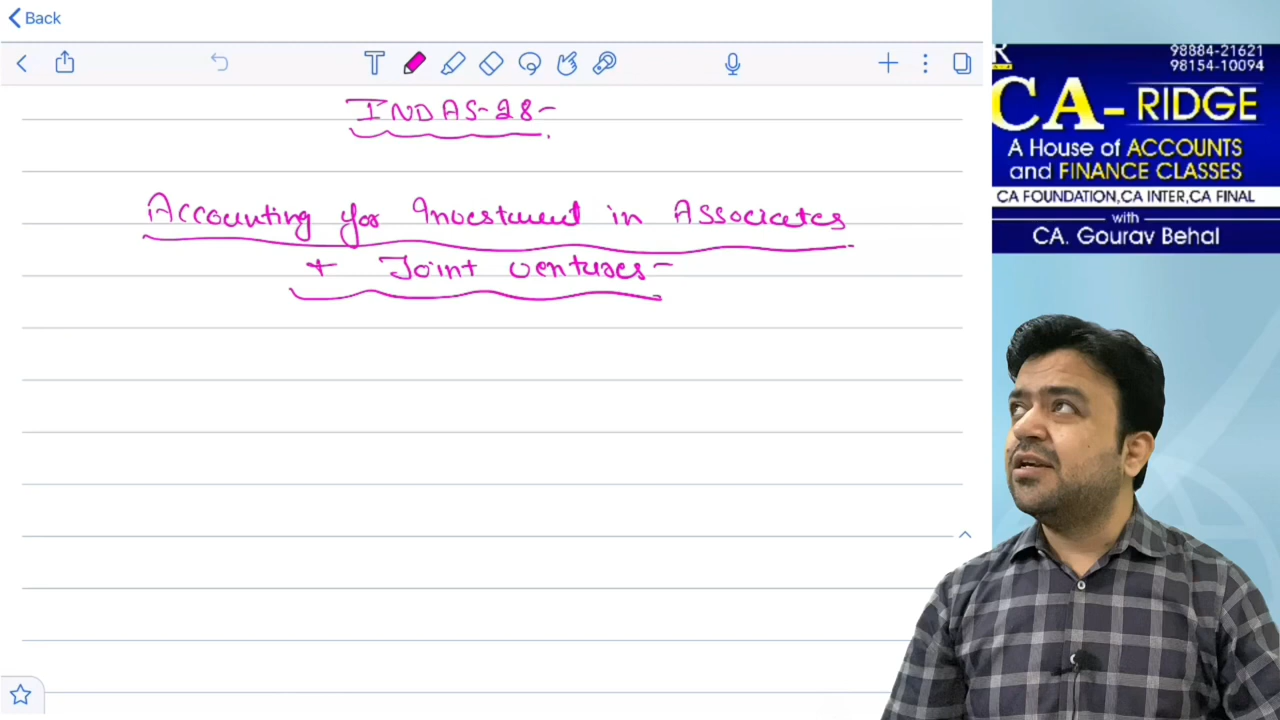 Back
INDAS-28-
Accounting for Investment in Associates
+ Joint ventures-
98884-21621
98154-10094
R
CA- RIDGE
A House of ACCOUNTS
and FINANCE CLASSES
CA FOUNDATION,CA INTER,CA FINAL
with
CA. Gourav Behal